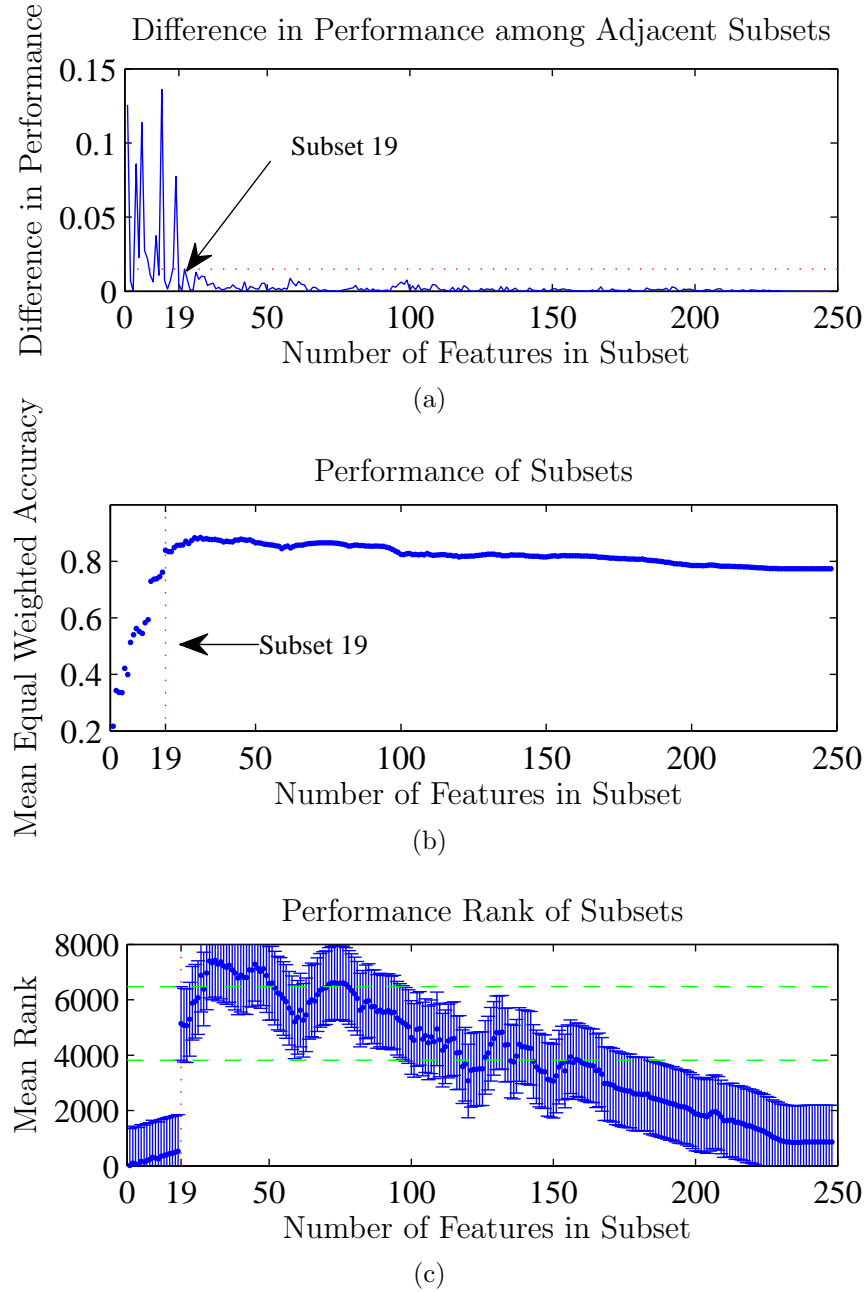 Difference in Performance among Adjacent Subsets
Difference in Performance
0.15
0.1
0.05
0
Subset 19
0 19 50 100 150 200 250
Number of Features in Subset
(a)
Performance of Subsets
Mean Equal Weighted Accuracy
0.8
0.6
0.4
0.2
Subset 19
0 19 50 100 150 200 250
Number of Features in Subset
(b)
Performance Rank of Subsets
Mean Rank
8000
6000
4000
2000
0
0 19 50 100 150 200 250
Number of Features in Subset
(c)